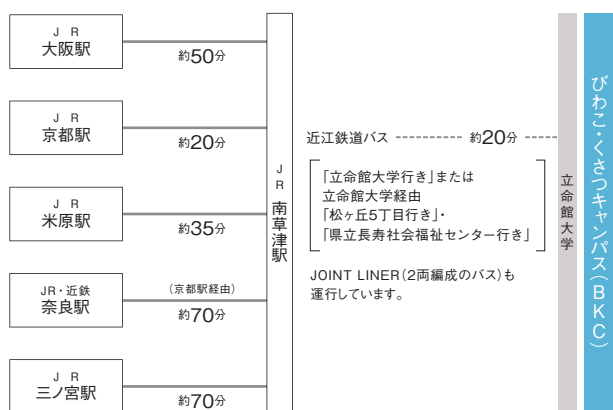 JR
大阪駅
約50分
JR
京都駅
約20分
JR
米原駅
約35分
JR・近鉄
奈良駅
(京都駅経由)
約70分
JR
三ノ宮駅
約70分
JR南草津駅
近江鉄道バス 約20分
「立命館大学行き」または
立命館大学経由
「松ヶ丘5丁目行き」・
「県立長寿社会福祉センター行き」
JOINT LINER(2両編成のバス)も
運行しています。
立命館大学
びわこ・くさつキャンパス(BKC)